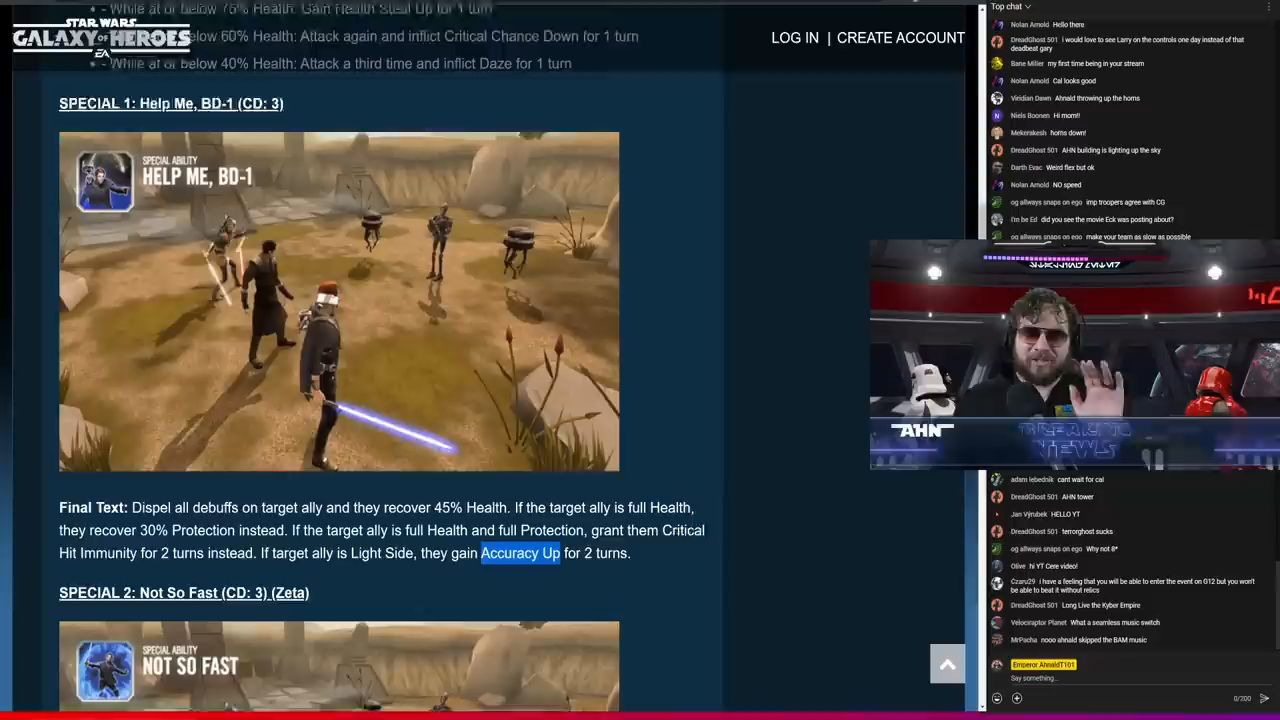 - While at or below 75% Health: Gain Health Steal Up for 1 turn
STAR WARS
GALAXY OF HEROES
EA
LOG IN | CREATE ACCOUNT
below 60% Health: Attack again and inflict Critical Chance Down for 1 turn
- While at or below 40% Health: Attack a third time and inflict Daze for 1 turn
SPECIAL 1: Help Me, BD-1 (CD: 3)
SPECIAL ABILITY
HELP ME, BD-1
Final Text: Dispel all debuffs on target ally and they recover 45% Health. If the target ally is full Health,
they recover 30% Protection instead. If the target ally is full Health and full Protection, grant them Critical
Hit Immunity for 2 turns instead. If target ally is Light Side, they gain Accuracy Up for 2 turns.
SPECIAL 2: Not So Fast (CD: 3) (Zeta)
SPECIAL ABILITY
NOT SO FAST
Top chat
Nolan Arnold Hello there
DreadGhost 501 i would love to see Larry on the controls one day instead of that
deadbeat gary
Bane Miller my first time being in your stream
Nolan Arnold Cal looks good
Viridian Dawn Ahnald throwing up the horns
N Niels Boonen Hi mom!!
Mekerakesh horns down!
DreadGhost 501 AHN building is lighting up the sky
Darth Evac Weird flex but ok
Nolan Arnold NO speed
og allways snaps on ego imp troopers agree with CG
I'm be Ed did you see the movie Eck was posting about?
og allways snaps on ego make your team as slow as possible
AHN
BREAKING
NEWS
adam lebednik cant wait for cal
DreadGhost 501 AHN tower
Jan Výrubek HELLO YT
DreadGhost 501 terrorghost sucks
og allways snaps on ego Why not 8*
Olive hi YT Cere video!
Czaru29 i have a feeling that you will be able to enter the event on G12 but you won't
be able to beat it without relics
DreadGhost 501 Long Live the Kyber Empire
Velociraptor Planet What a seamless music switch
MrPacha nooo ahnald skipped the BAM music
Emperor AhnaldT101
Say something...
0/200